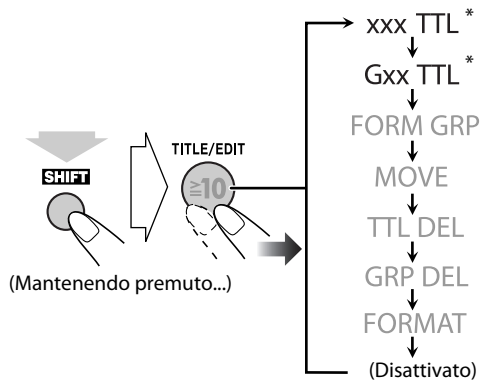 SHIFT
(Mantenendo premuto...)
TITLE/EDIT
≧10
xxx TTL*
Gxx TTL*
FORM GRP
MOVE
TTL DEL
GRP DEL
FORMAT
(Disattivato)